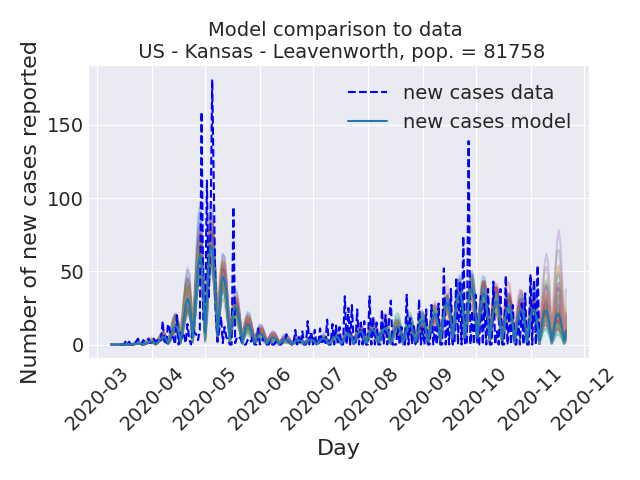 Model comparison to data
US - Kansas - Leavenworth, pop. = 81758
Number of new cases reported
150
100
50
0
new cases data
new cases model
2020-03
2020-04
2020-05
2020-06
2020-07
2020-08
2020-09
2020-10
2020-11
2020-12
Day